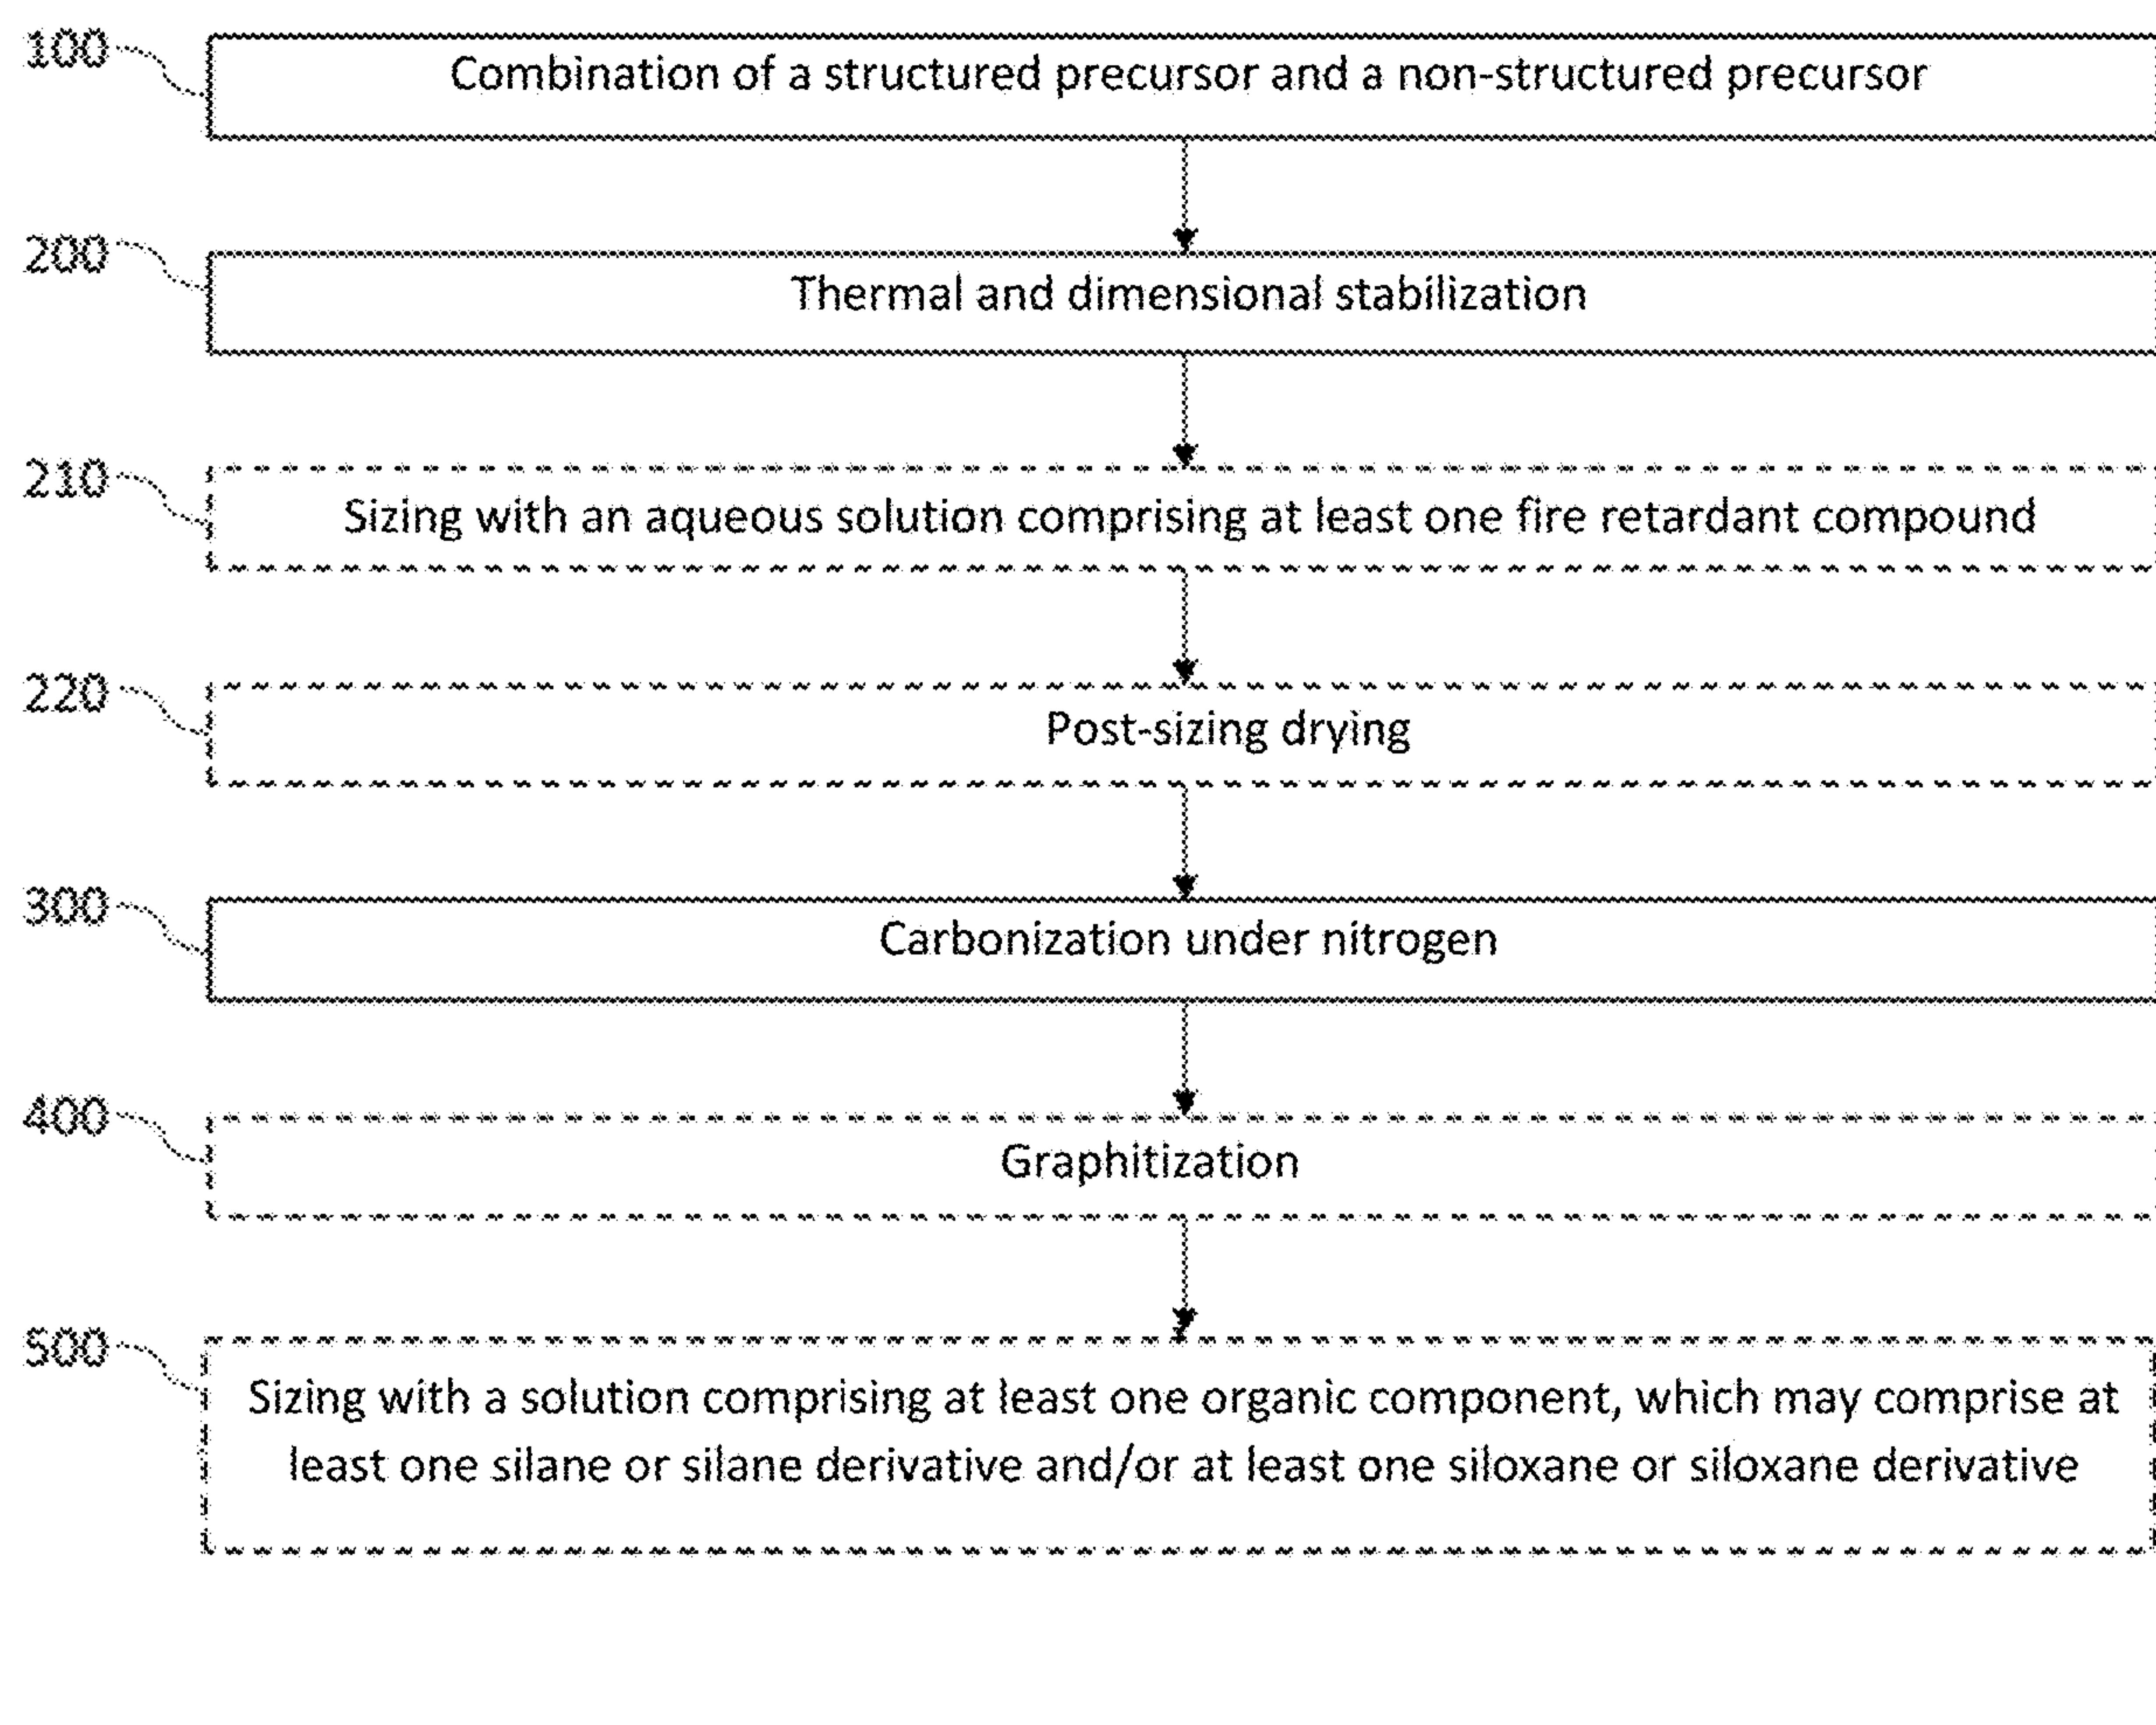 100
Combination of a structured precursor and a non-structured precursor
200
Thermal and dimensional stabilization
210
Sizing with an aqueous solution comprising at least one fire retardant compound
220
Post-sizing drying
300
Carbonization under nitrogen
400
Graphitization
500
Sizing with a solution comprising at least one organic component, which may comprise at
least one silane or silane derivative and/or at least one siloxane or siloxane derivative